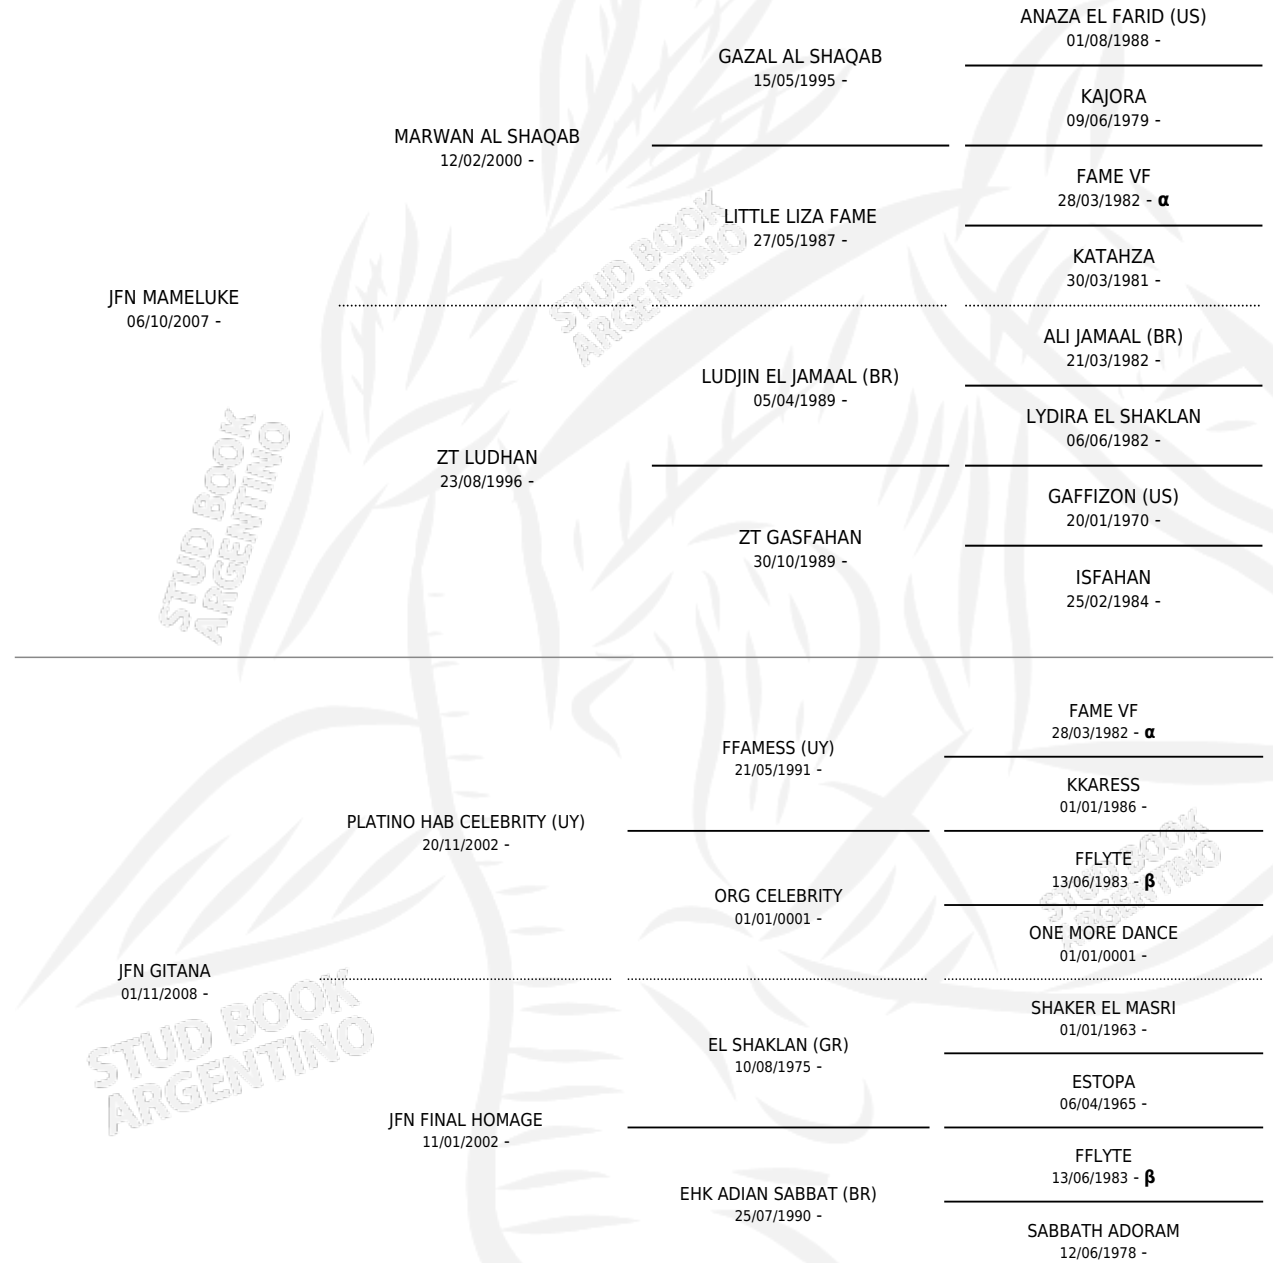 ANAZA EL FARID (US)
01/08/1988 -
GAZAL AL SHAQAB
15/05/1995 -
KAJORA
09/06/1979 -
MARWAN AL SHAQAB
12/02/2000 -
FAME VF
28/03/1982 - α
LITTLE LIZA FAME
27/05/1987 -
KATAHZA
30/03/1981 -
JFN MAMELUKE
06/10/2007 -
ALI JAMAAL (BR)
21/03/1982 -
LUDJIN EL JAMAAL (BR)
05/04/1989 -
LYDIRA EL SHAKLAN
06/06/1982 -
ZT LUDHAN
23/08/1996 -
GAFFIZON (US)
20/01/1970 -
ZT GASFAHAN
30/10/1989 -
ISFAHAN
25/02/1984 -
STUD BOOK
ARGENTINO
STUD BOOK
ARGENTINO
FAME VF
28/03/1982 - α
FFAMESS (UY)
21/05/1991 -
KKARESS
01/01/1986 -
PLATINO HAB CELEBRITY (UY)
20/11/2002 -
FFLYTE
13/06/1983 - β
ORG CELEBRITY
01/01/0001 -
ONE MORE DANCE
01/01/0001 -
JFN GITANA
01/11/2008 -
SHAKER EL MASRI
01/01/1963 -
EL SHAKLAN (GR)
10/08/1975 -
ESTOPA
06/04/1965 -
JFN FINAL HOMAGE
11/01/2002 -
FFLYTE
13/06/1983 - β
EHK ADIAN SABBAT (BR)
25/07/1990 -
SABBATH ADORAM
12/06/1978 -
STUD BOOK
ARGENTINO
STUD BOOK
ARGENTINO